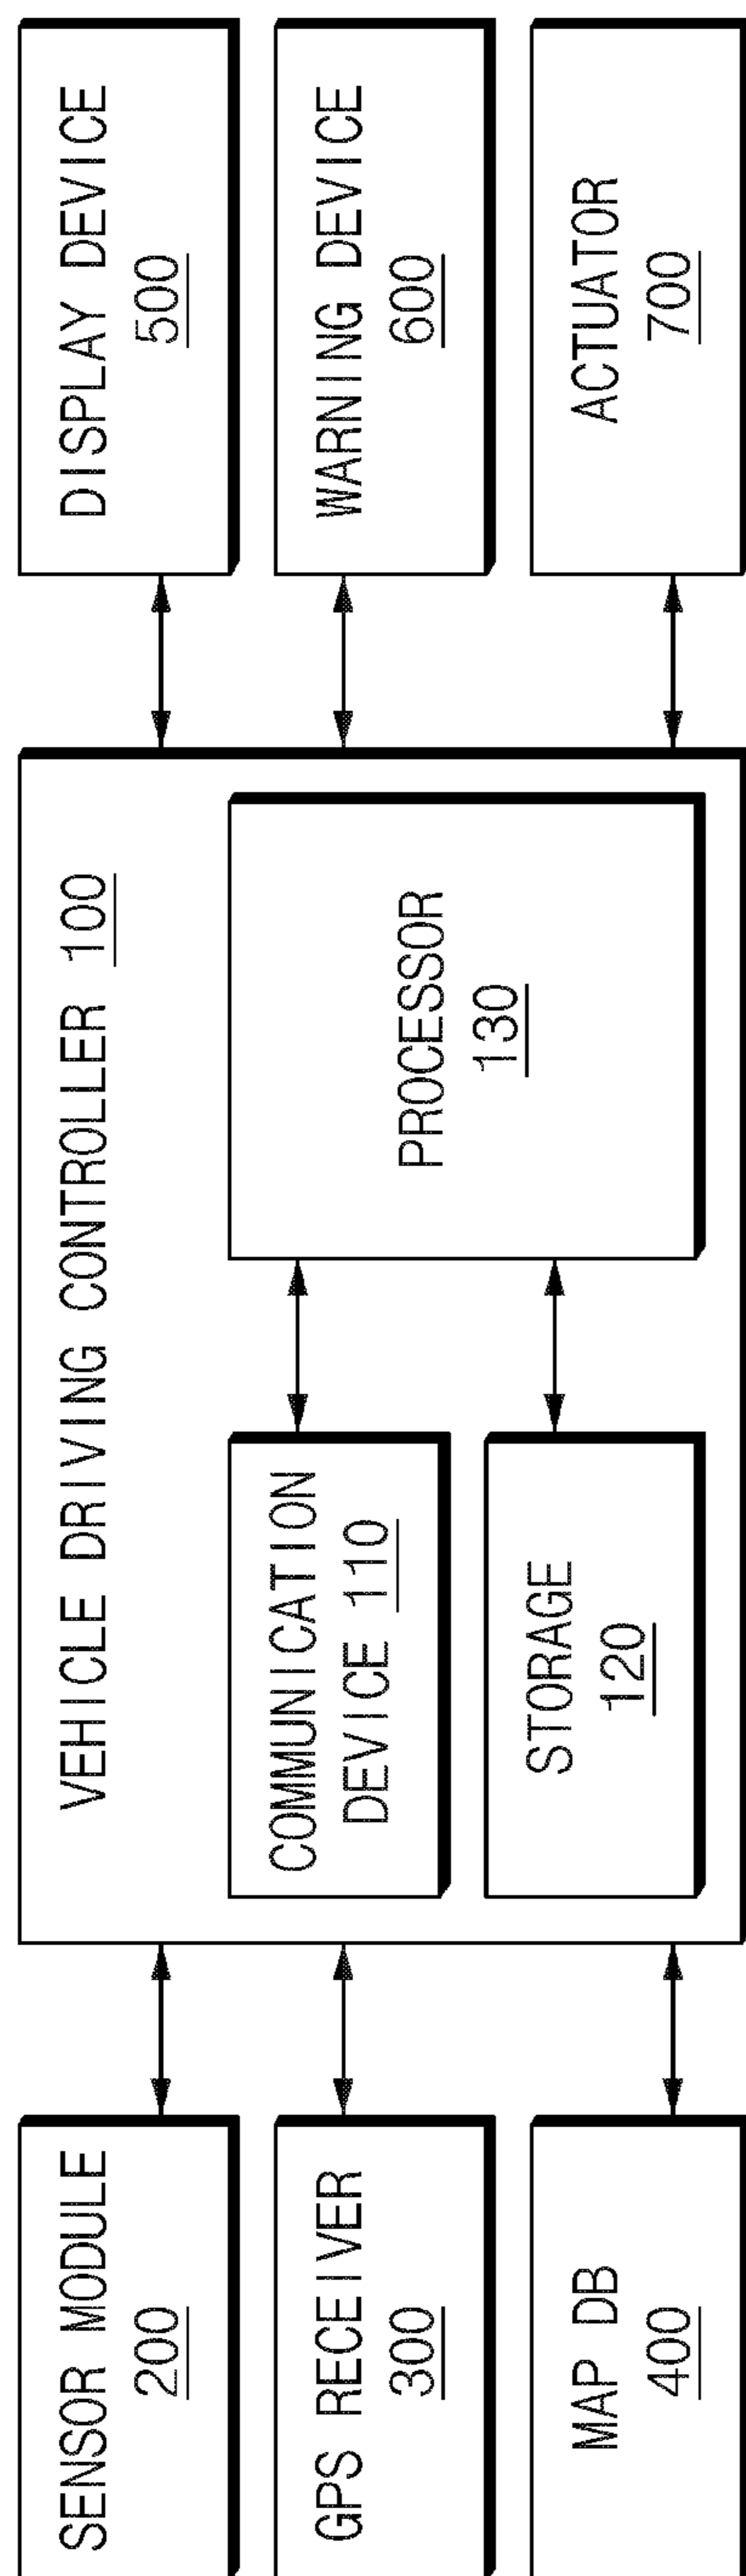 SENSOR MODULE
200
GPS RECEIVER
300
MAP DB
400
VEHICLE DRIVING CONTROLLER 100
COMMUNICATION
DEVICE 110
STORAGE
120
PROCESSOR
130
DISPLAY DEVICE
500
WARNING DEVICE
600
ACTUATOR
700